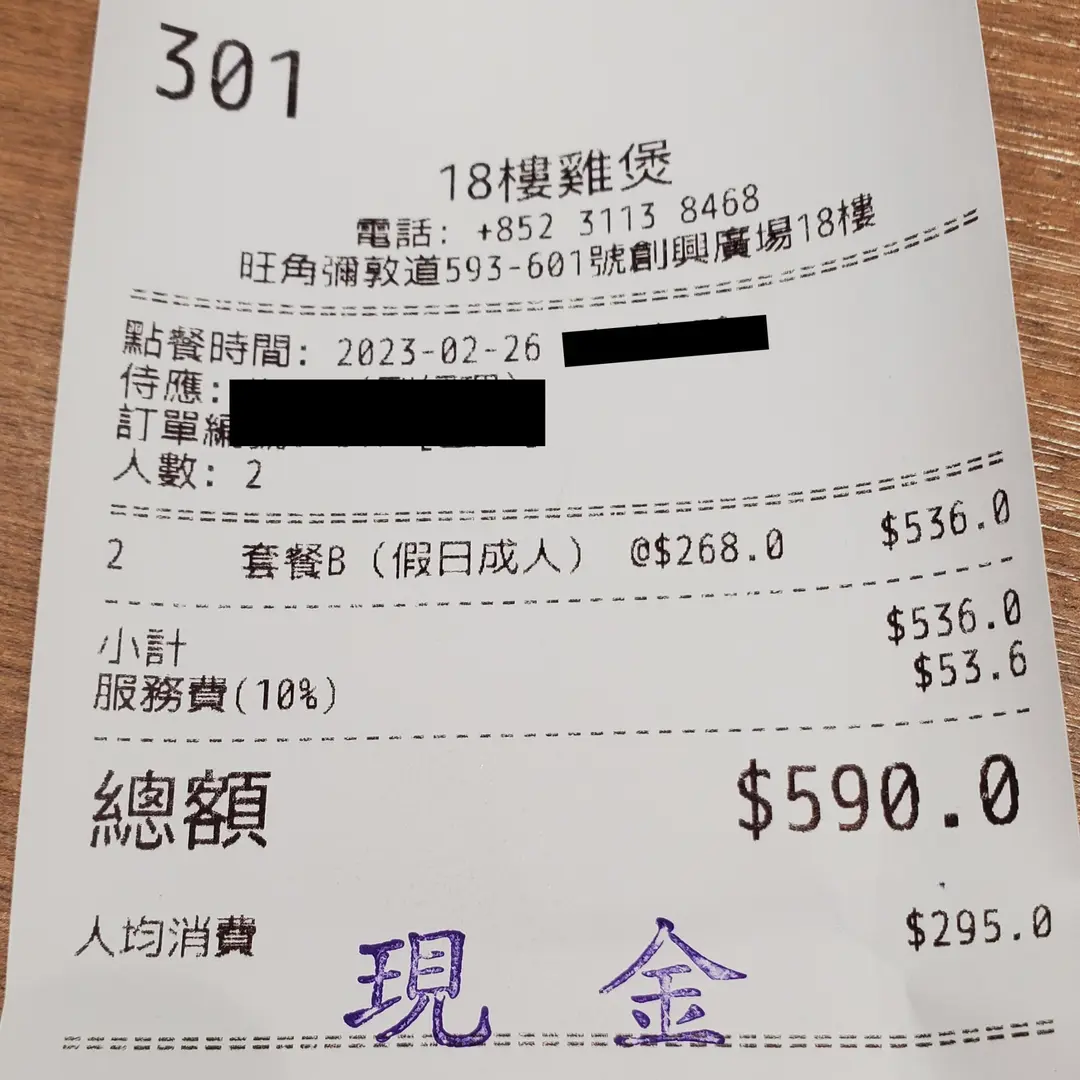 301
18樓雞煲
電話: +852 3113 8468
旺角彌敦道593-601號創興廣場18樓
點餐時間: 2023-02-26
侍應:
訂單編
人數: 2
2 套餐B (假日成人) @$268.0 $536.0
小計 $536.0
服務費(10%) $53.6
總額 $590.0
人均消費 $295.0
現金